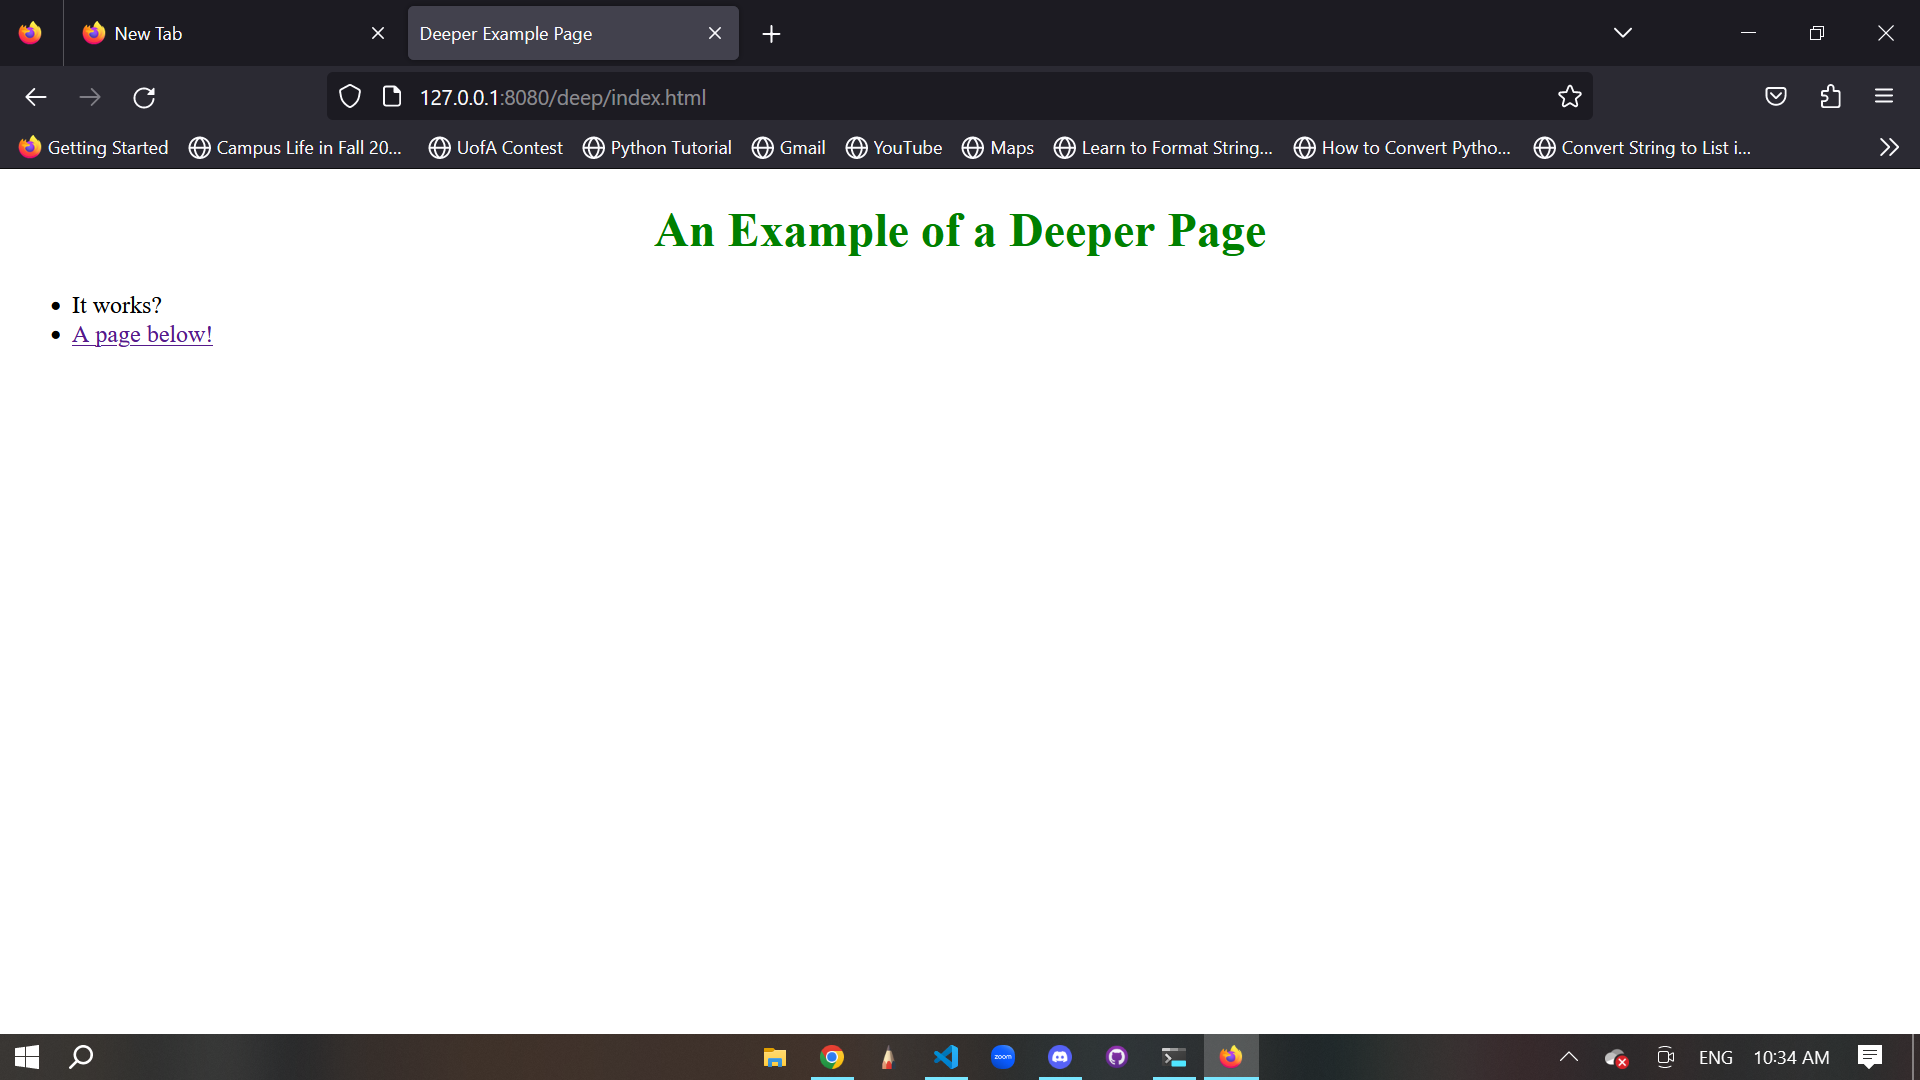 New Tab
Deeper Example Page
127.0.0.1:8080/deep/index.html
Getting Started Campus Life in Fall 20... UofA Contest Python Tutorial Gmail YouTube Maps Learn to Format String... How to Convert Pytho... Convert String to List i...
An Example of a Deeper Page
It works?
A page below!
zoom
ENG 10:34 AM